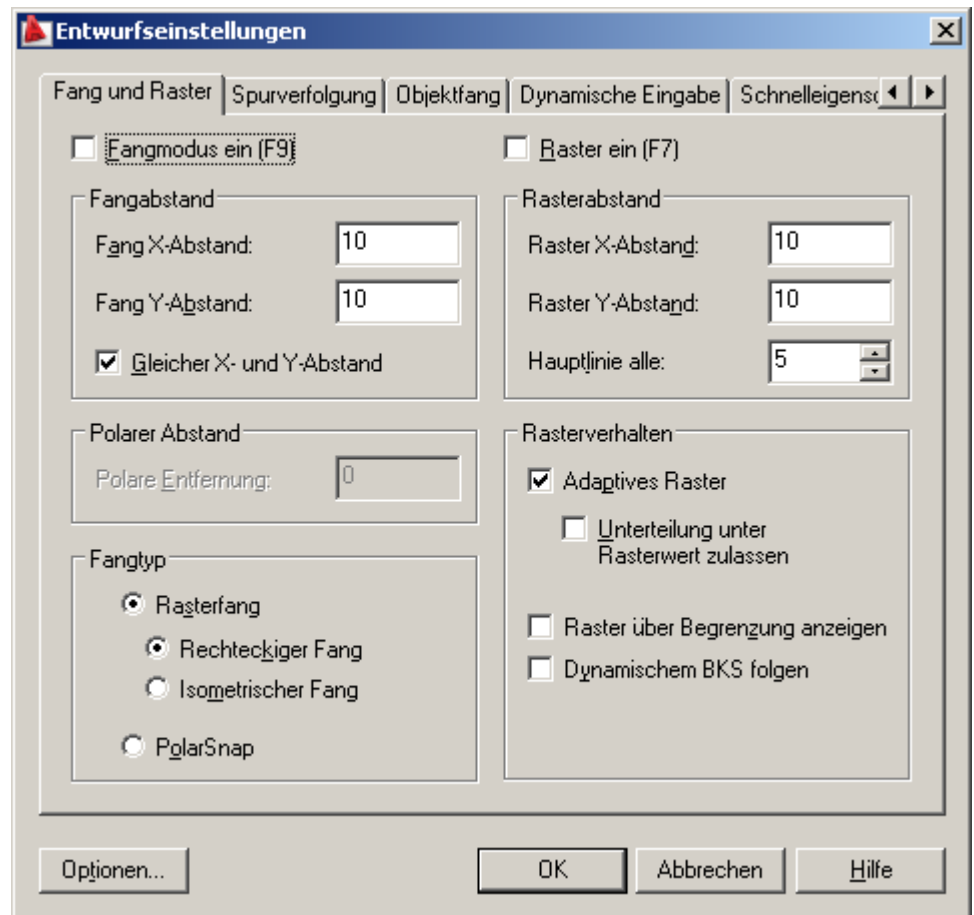 Entwurfseinstellungen
Fang und Raster Spurverfolgung Objektfang Dynamische Eingabe Schnelleigensc
Fangmodus ein (F9)
Raster ein (F7)
Fangabstand
Fang X-Abstand: 10
Fang Y-Abstand: 10
Gleicher X- und Y-Abstand
Rasterabstand
Raster X-Abstand: 10
Raster Y-Abstand: 10
Hauptlinie alle: 5
Polarer Abstand
Polare Entfernung: 0
Fangtyp
Rasterfang
Rechteckiger Fang
Isometrischer Fang
PolarSnap
Rasterverhalten
Adaptives Raster
Unterteilung unter
Rasterwert zulassen
Raster über Begrenzung anzeigen
Dynamischem BKS folgen
Optionen... OK Abbrechen Hilfe